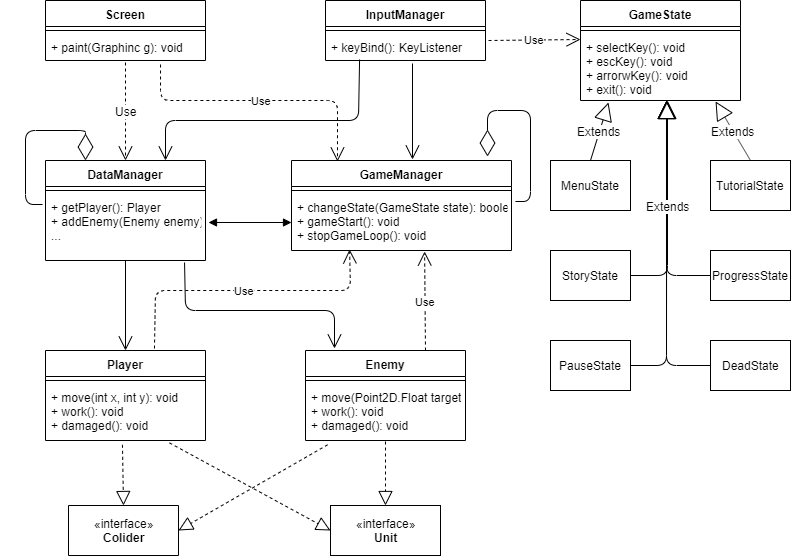 Screen
+ paint(Graphinc g): void
InputManager
+ keyBind(): KeyListener
GameState
+ selectKey(): void
+ escKey(): void
+ arrorwKey(): void
+ exit(): void
Use
Use
Use
Extends
Extends
DataManager
+ getPlayer(): Player
+ addEnemy(Enemy enemy)
...
GameManager
+ changeState(GameState state): boole
+ gameStart(): void
+ stopGameLoop(): void
MenuState
TutorialState
Extends
StoryState
ProgressState
Use
Use
Player
+ move(int x, int y): void
+ work(): void
+ damaged(): void
Enemy
+ move(Point2D.Float target
+ work(): void
+ damaged(): void
PauseState
DeadState
«interface»
Colider
«interface»
Unit